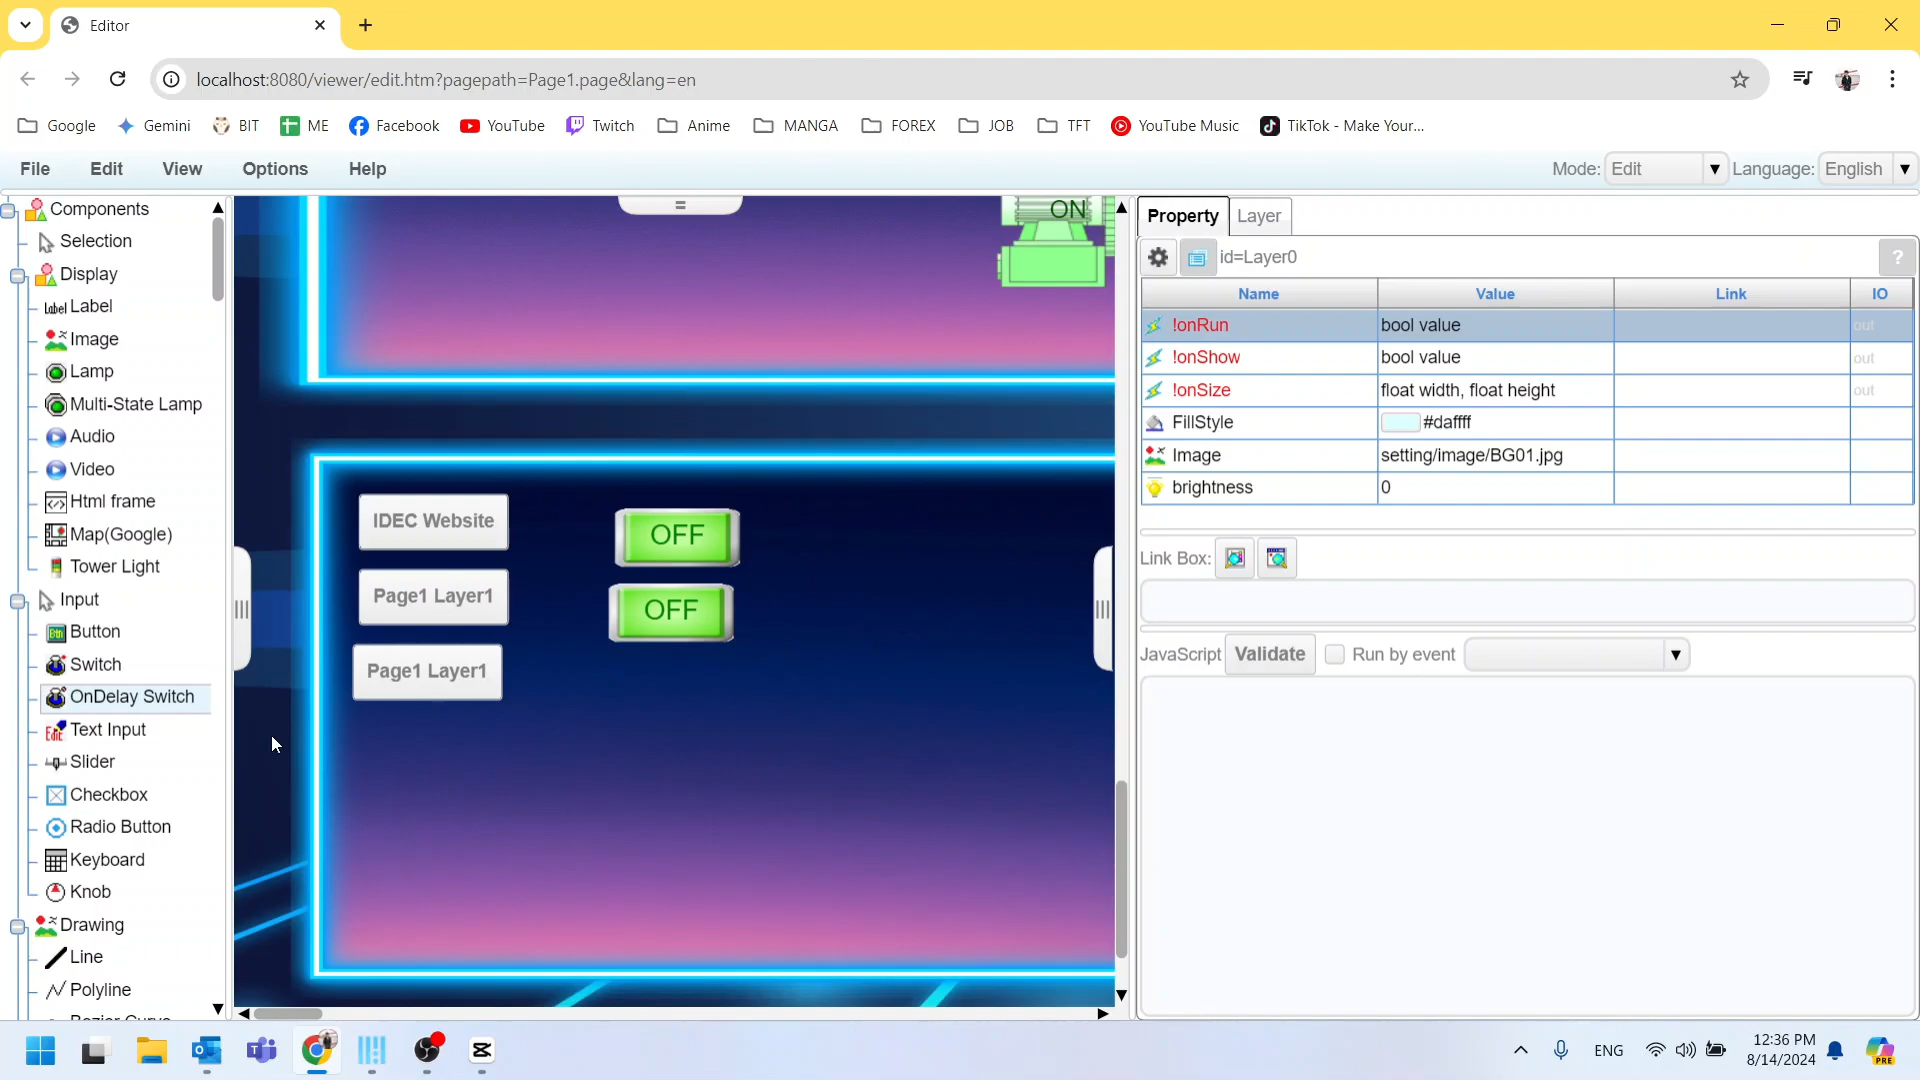 Editor
localhost:8080/viewer/edit.htm?pagepath=Page1.page&lang=en
Google Gemini BIT ME Facebook YouTube Twitch Anime MANGA FOREX JOB TFT YouTube Music TikTok - Make Your...
File Edit View Options Help Mode: Edit Language: English
Components
Selection
Display
Label Label
Image
Lamp
Multi-State Lamp
Audio
Video
Html frame
Map(Google)
Tower Light
Input
Btn Button
Switch
OnDelay Switch
Edit Text Input
Slider
Checkbox
Radio Button
Keyboard
Knob
Drawing
Line
Polyline
Bezier Curve
ON
IDEC Website
OFF
Page1 Layer1
OFF
Page1 Layer1
Property Layer
id=Layer0 ?
Name Value Link IO
!onRun bool value out
!onShow bool value out
!onSize float width, float height out
FillStyle #daffff
Image setting/image/BG01.jpg
brightness 0
Link Box:
JavaScript Validate Run by event
ENG
12:36 PM
8/14/2024
PRE